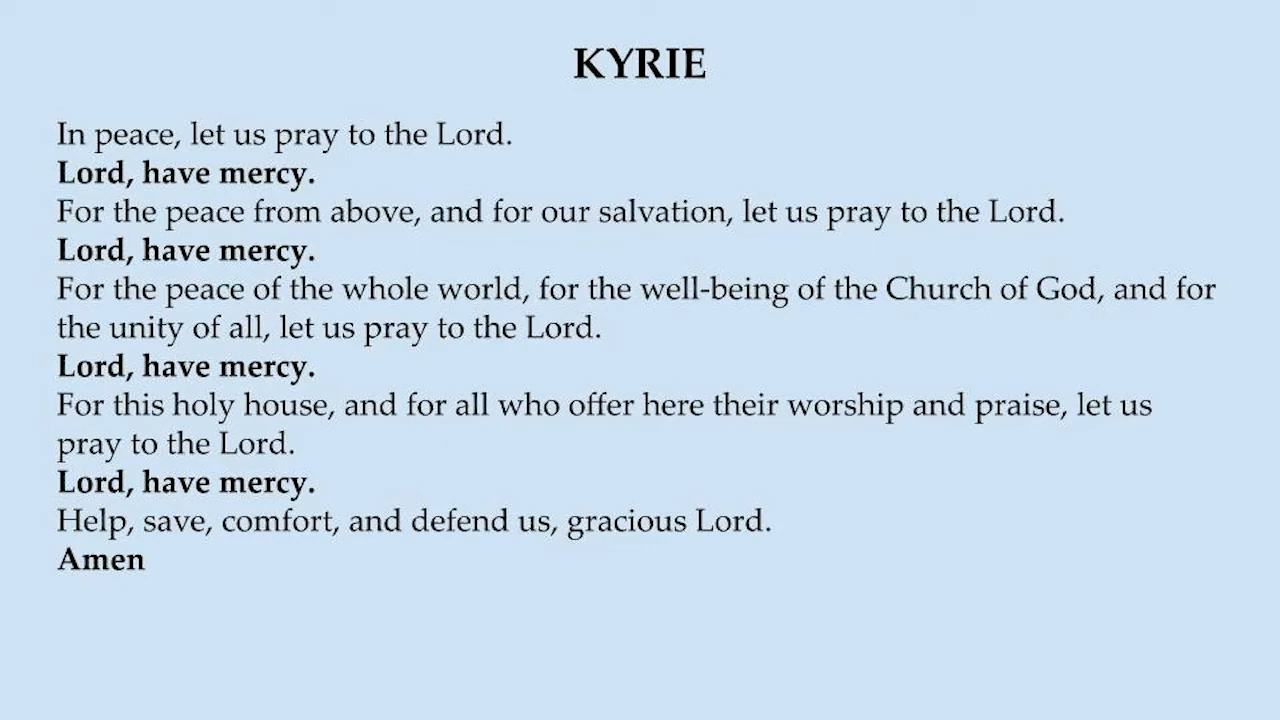 KYRIE
In peace, let us pray to the Lord.
Lord, have mercy.
For the peace from above, and for our salvation, let us pray to the Lord.
Lord, have mercy.
For the peace of the whole world, for the well-being of the Church of God, and for
the unity of all, let us pray to the Lord.
Lord, have mercy.
For this holy house, and for all who offer here their worship and praise, let us
pray to the Lord.
Lord, have mercy.
Help, save, comfort, and defend us, gracious Lord.
Amen